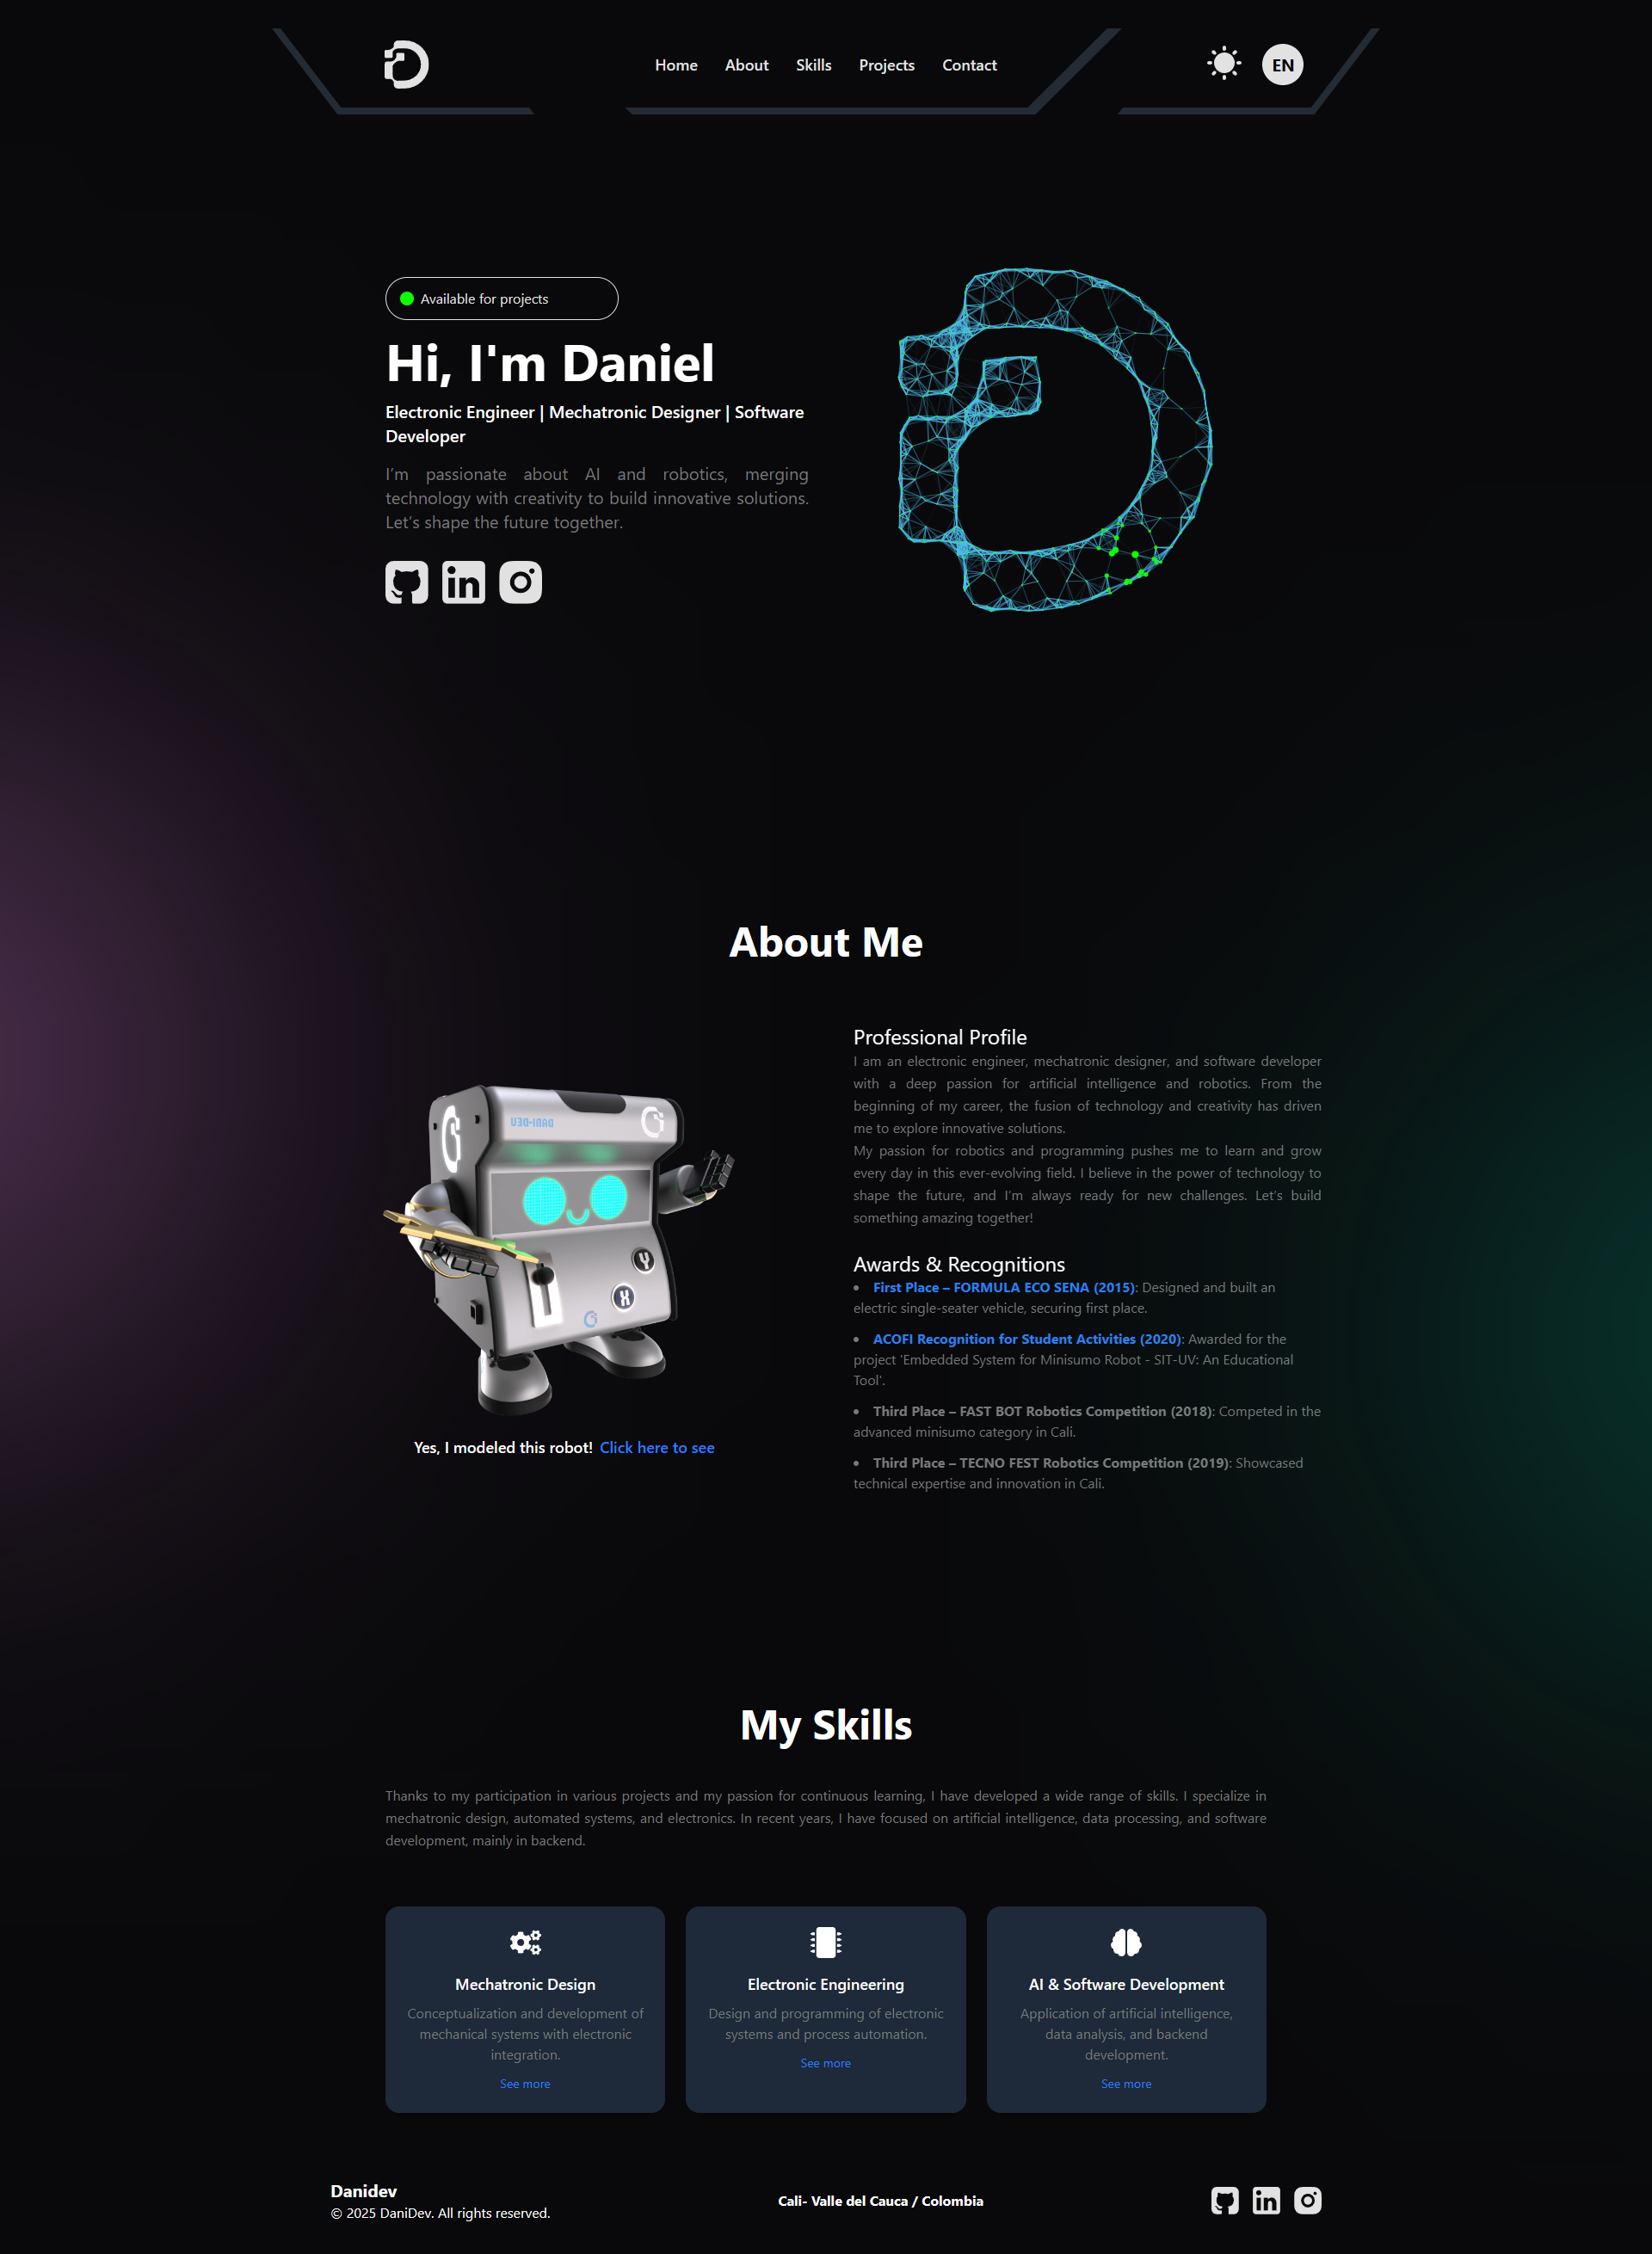 Home About Skills Projects Contact
EN
Available for projects
Hi, I'm Daniel
Electronic Engineer | Mechatronic Designer | Software
Developer
I’m passionate about AI and robotics, merging
technology with creativity to build innovative solutions.
Let’s shape the future together.
in
About Me
DANI-DEV
Y
X
Yes, I modeled this robot! Click here to see
Professional Profile
I am an electronic engineer, mechatronic designer, and software developer
with a deep passion for artificial intelligence and robotics. From the
beginning of my career, the fusion of technology and creativity has driven
me to explore innovative solutions.
My passion for robotics and programming pushes me to learn and grow
every day in this ever-evolving field. I believe in the power of technology to
shape the future, and I’m always ready for new challenges. Let’s build
something amazing together!
Awards & Recognitions
• First Place – FORMULA ECO SENA (2015): Designed and built an
electric single-seater vehicle, securing first place.
• ACOFI Recognition for Student Activities (2020): Awarded for the
project 'Embedded System for Minisumo Robot - SIT-UV: An Educational
Tool'.
• Third Place – FAST BOT Robotics Competition (2018): Competed in the
advanced minisumo category in Cali.
• Third Place – TECNO FEST Robotics Competition (2019): Showcased
technical expertise and innovation in Cali.
My Skills
Thanks to my participation in various projects and my passion for continuous learning, I have developed a wide range of skills. I specialize in
mechatronic design, automated systems, and electronics. In recent years, I have focused on artificial intelligence, data processing, and software
development, mainly in backend.
Mechatronic Design
Conceptualization and development of
mechanical systems with electronic
integration.
See more
Electronic Engineering
Design and programming of electronic
systems and process automation.
See more
AI & Software Development
Application of artificial intelligence,
data analysis, and backend
development.
See more
Danidev
© 2025 DaniDev. All rights reserved.
Cali- Valle del Cauca / Colombia
in